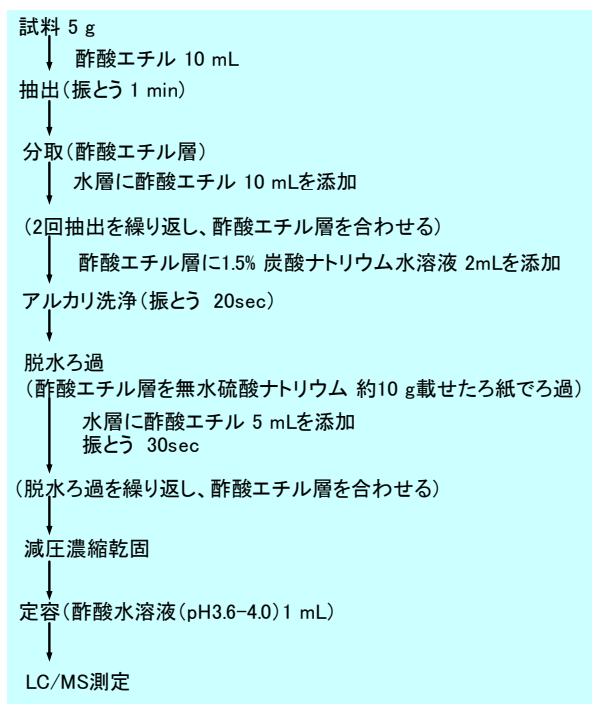 試料 5 g
酢酸エチル 10 mL
抽出(振とう 1 min)
分取(酢酸エチル層)
水層に酢酸エチル 10 mLを添加
(2回抽出を繰り返し、酢酸エチル層を合わせる)
酢酸エチル層に1.5% 炭酸ナトリウム水溶液 2mLを添加
アルカリ洗浄(振とう 20sec)
脱水ろ過
(酢酸エチル層を無水硫酸ナトリウム 約10 g載せたろ紙でろ過)
水層に酢酸エチル 5 mLを添加
振とう 30sec
(脱水ろ過を繰り返し、酢酸エチル層を合わせる)
減圧濃縮乾固
定容(酢酸水溶液(pH3.6-4.0)1 mL)
LC/MS測定